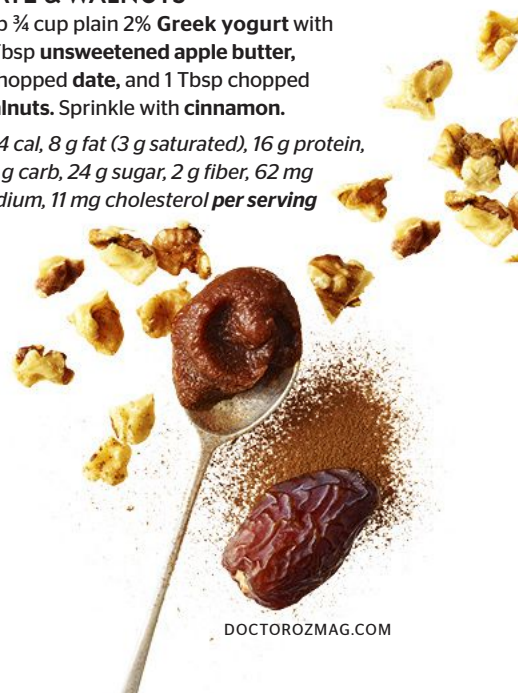 & WALNUTS
¾ cup plain 2% Greek yogurt with
Tbsp unsweetened apple butter,
hopped date, and 1 Tbsp chopped
lnuts. Sprinkle with cinnamon.
4 cal, 8 g fat (3 g saturated), 16 g protein,
g carb, 24 g sugar, 2 g fiber, 62 mg
dium, 11 mg cholesterol per serving
DOCTOROZMAG.COM